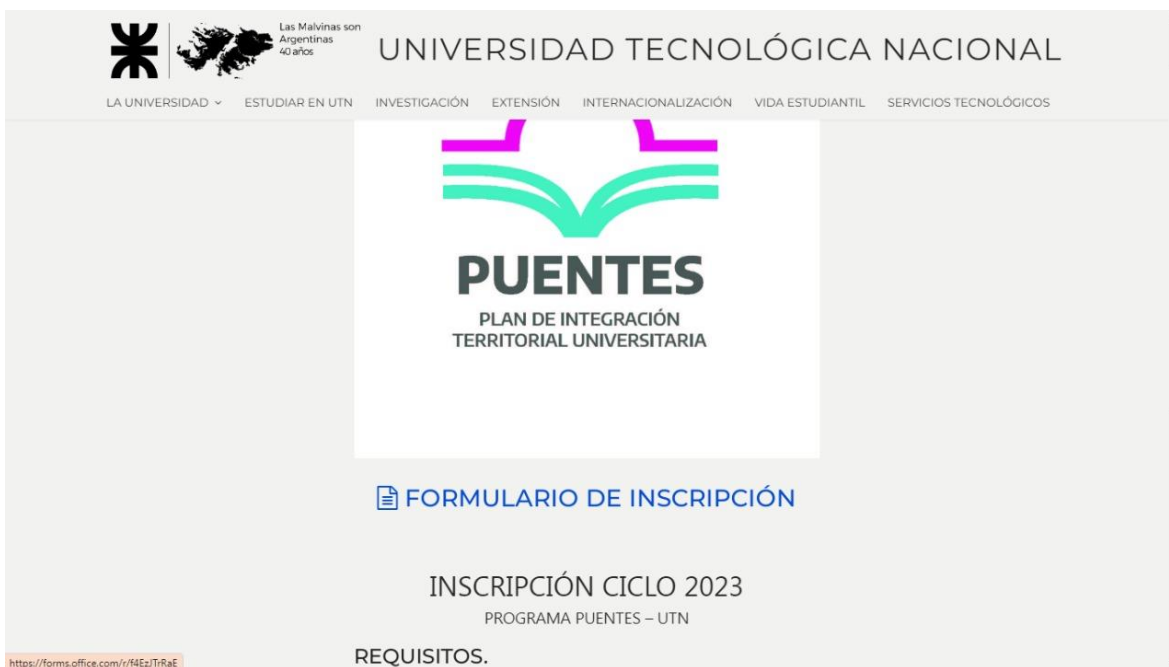 Las Malvinas son
Argentinas
40 años
UNIVERSIDAD TECNOLÓGICA NACIONAL
LA UNIVERSIDAD ESTUDIAR EN UTN INVESTIGACIÓN EXTENSIÓN INTERNACIONALIZACIÓN VIDA ESTUDIANTIL SERVICIOS TECNOLÓGICOS
PUENTES
PLAN DE INTEGRACIÓN
TERRITORIAL UNIVERSITARIA
FORMULARIO DE INSCRIPCIÓN
INSCRIPCIÓN CICLO 2023
PROGRAMA PUENTES – UTN
REQUISITOS.
https://forms.office.com/r/f4EzJTrRaE